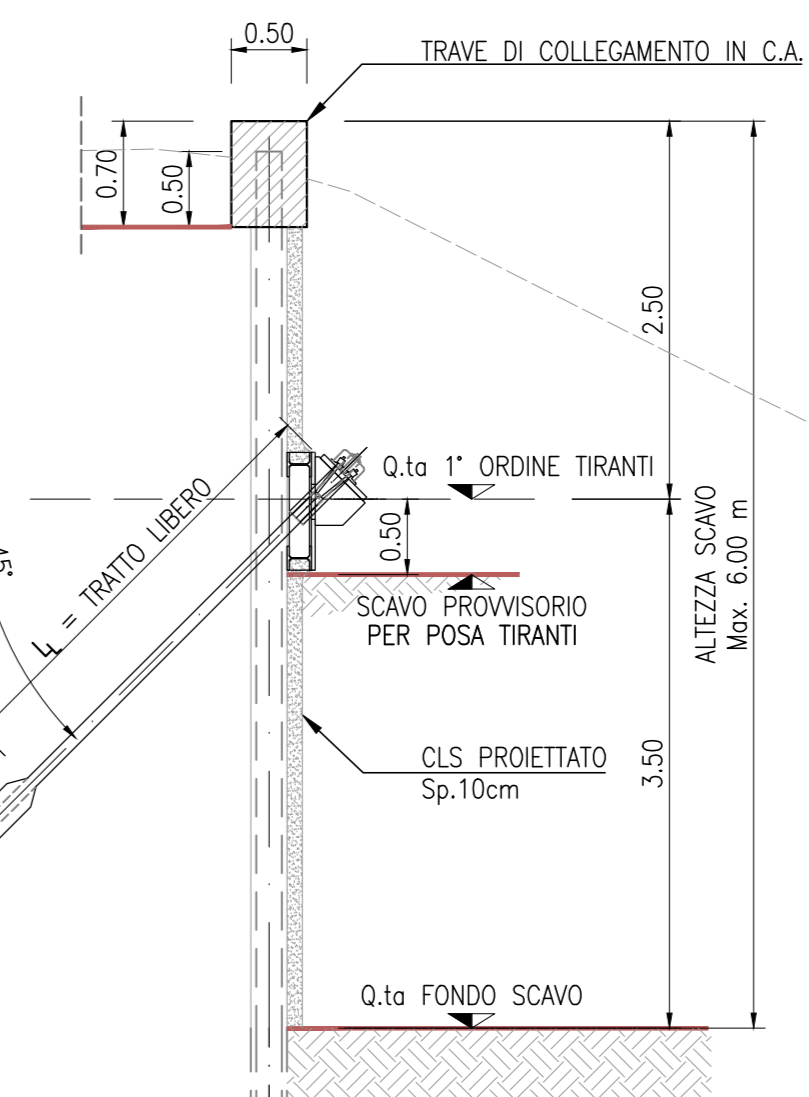 0.50
TRAVE DI COLLEGAMENTO IN C.A.
0.70
0.50
2.50
Q.ta 1° ORDINE TIRANTI
0.50
SCAVO PROVVISORIO
PER POSA TIRANTI
ALTEZZA SCAVO
Max. 6.00 m
45°
LL = TRATTO LIBERO
CLS PROIETTATO
Sp.10cm
3.50
Q.ta FONDO SCAVO